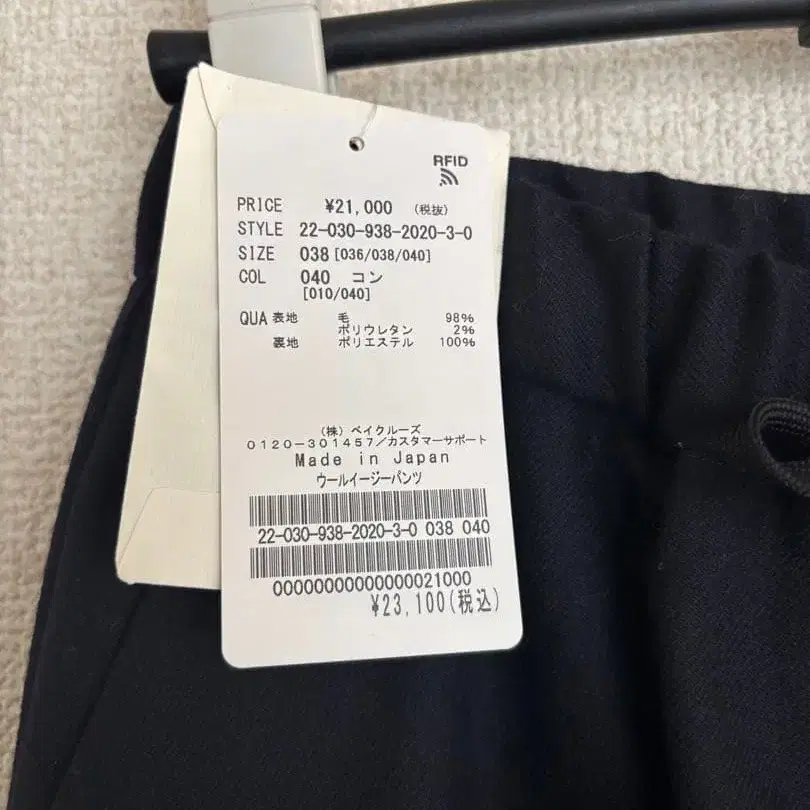 RFID
PRICE ¥21,000 (税抜)
STYLE 22-030-938-2020-3-0
SIZE 038 [036/038/040]
COL 040 コン
[010/040]
QUA 表地 毛 98%
ポリウレタン 2%
裏地 ポリエステル 100%
(株) ベイクルーズ
0120-301457/カスタマーサポート
Made in Japan
ウールイージーパンツ
22-030-938-2020-3-0 038 040
00000000000000021000
¥23,100(税込)